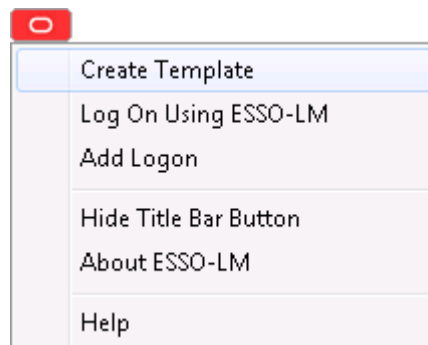 Create Template
Log On Using ESSO-LM
Add Logon
Hide Title Bar Button
About ESSO-LM
Help